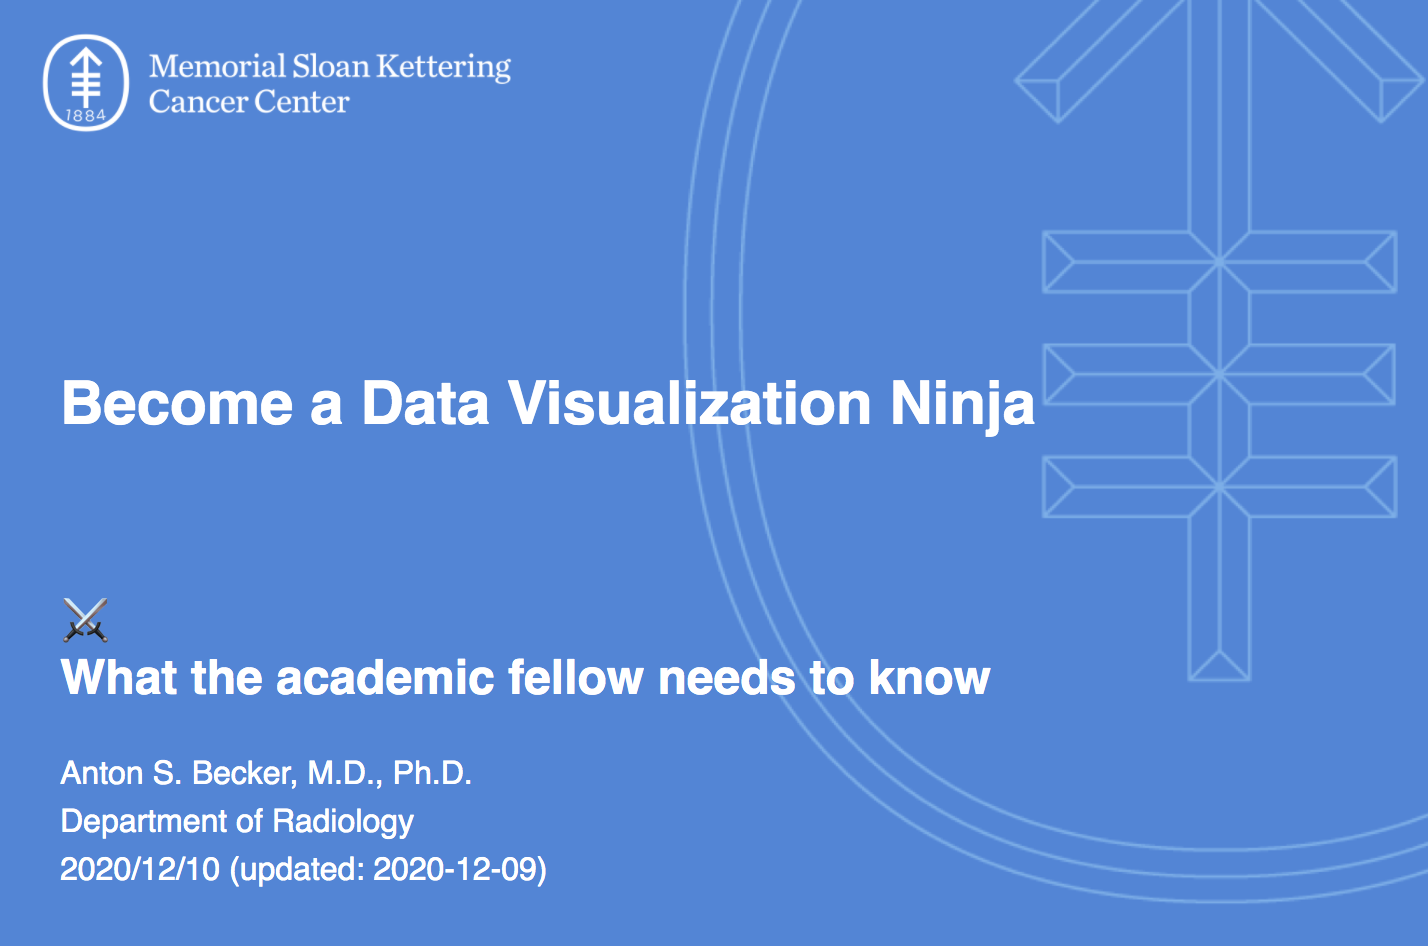 Memorial Sloan Kettering
Cancer Center
1884
Become a Data Visualization Ninja
What the academic fellow needs to know
Anton S. Becker, M.D., Ph.D.
Department of Radiology
2020/12/10 (updated: 2020-12-09)